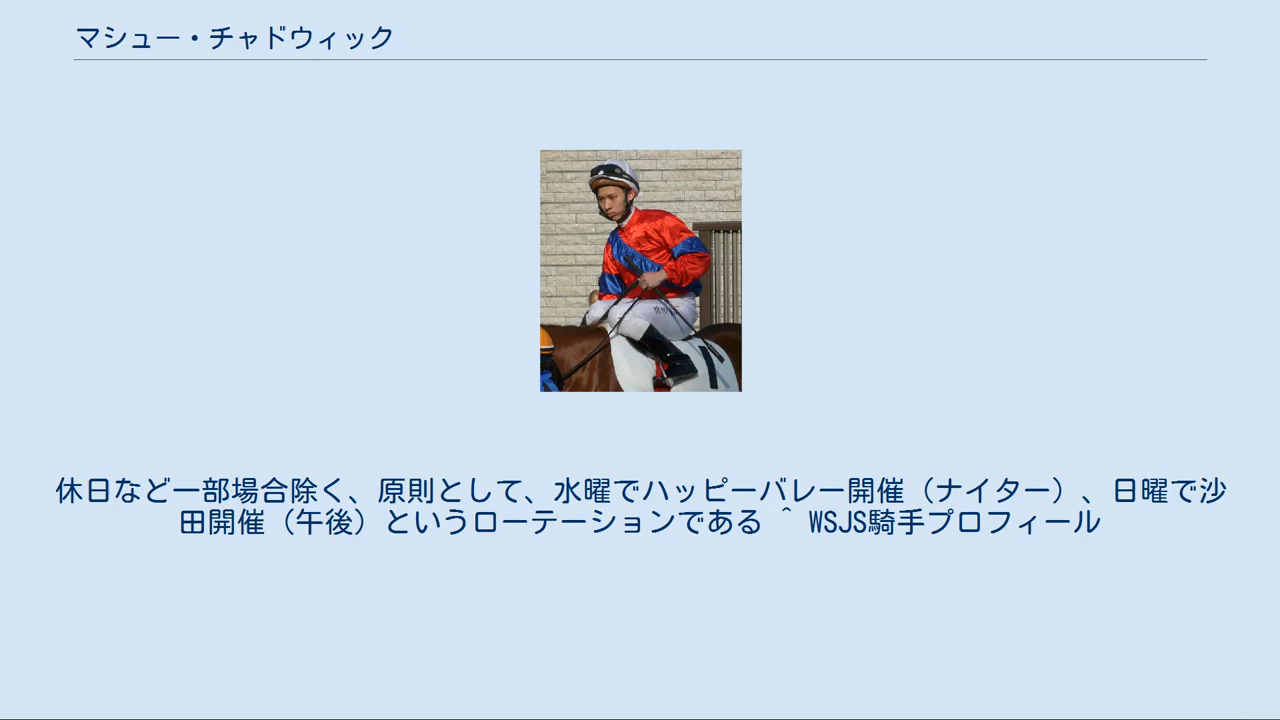 マシュー・チャドウィック
休日など一部場合除く、原則として、水曜でハッピーバレー開催（ナイター）、日曜で沙
田開催（午後）というローテーションである ^ WSJS騎手プロフィール